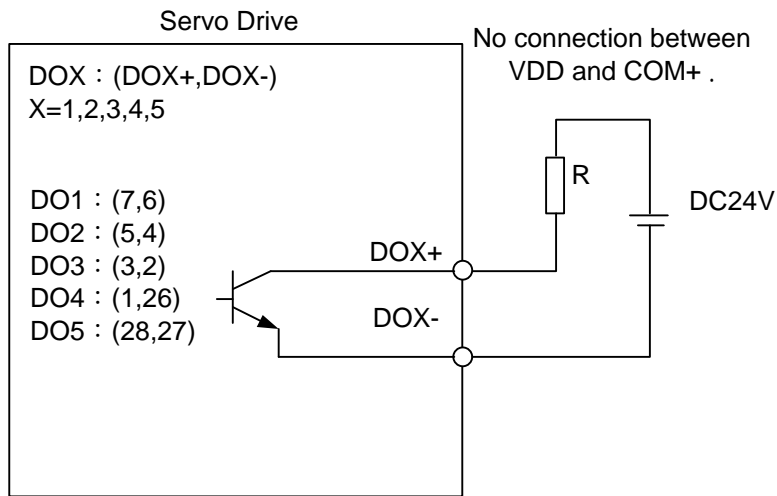 Servo Drive
No connection between
VDD and COM+ .
DOX：(DOX+,DOX-)
X=1,2,3,4,5
R
DC24V
DO1：(7,6)
DO2：(5,4)
DO3：(3,2)
DO4：(1,26)
DO5：(28,27)
DOX+
DOX-